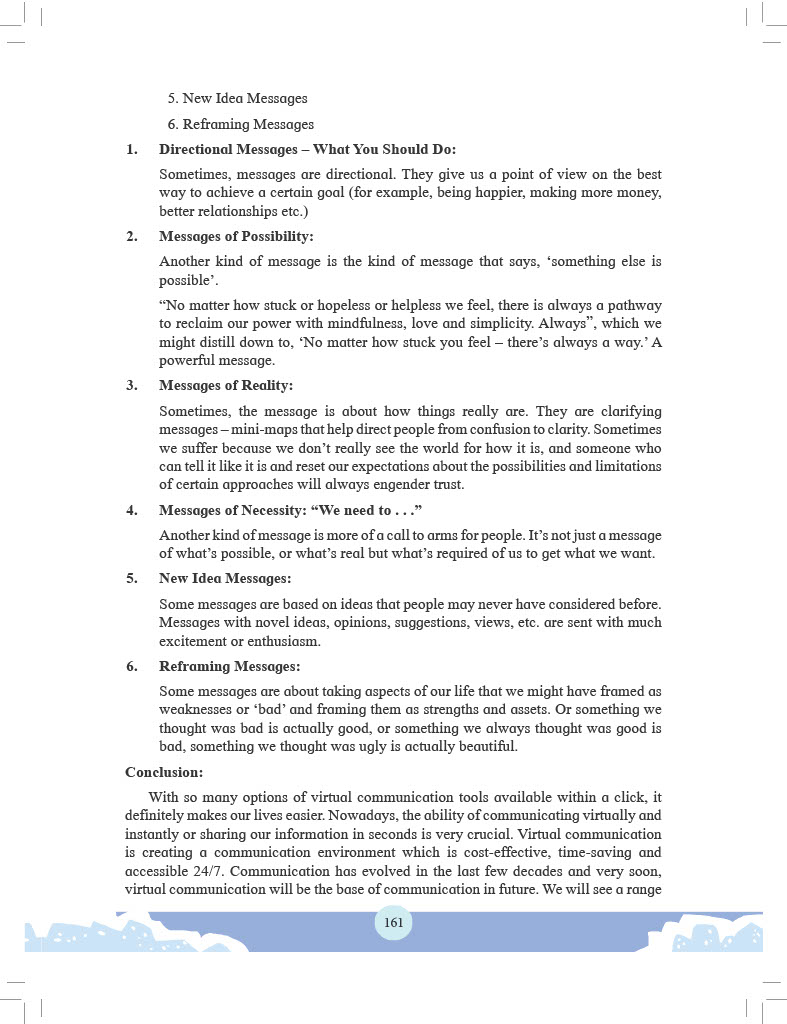 5. New Idea Messages
6. Reframing Messages
1. Directional Messages – What You Should Do:
Sometimes, messages are directional. They give us a point of view on the best
way to achieve a certain goal (for example, being happier, making more money,
better relationships etc.)
2. Messages of Possibility:
Another kind of message is the kind of message that says, ‘something else is
possible’.
“No matter how stuck or hopeless or helpless we feel, there is always a pathway
to reclaim our power with mindfulness, love and simplicity. Always”, which we
might distill down to, ‘No matter how stuck you feel – there’s always a way.’ A
powerful message.
3. Messages of Reality:
Sometimes, the message is about how things really are. They are clarifying
messages – mini-maps that help direct people from confusion to clarity. Sometimes
we suffer because we don’t really see the world for how it is, and someone who
can tell it like it is and reset our expectations about the possibilities and limitations
of certain approaches will always engender trust.
4. Messages of Necessity: “We need to . . .”
Another kind of message is more of a call to arms for people. It’s not just a message
of what’s possible, or what’s real but what’s required of us to get what we want.
5. New Idea Messages:
Some messages are based on ideas that people may never have considered before.
Messages with novel ideas, opinions, suggestions, views, etc. are sent with much
excitement or enthusiasm.
6. Reframing Messages:
Some messages are about taking aspects of our life that we might have framed as
weaknesses or ‘bad’ and framing them as strengths and assets. Or something we
thought was bad is actually good, or something we always thought was good is
bad, something we thought was ugly is actually beautiful.
Conclusion:
With so many options of virtual communication tools available within a click, it
definitely makes our lives easier. Nowadays, the ability of communicating virtually and
instantly or sharing our information in seconds is very crucial. Virtual communication
is creating a communication environment which is cost-effective, time-saving and
accessible 24/7. Communication has evolved in the last few decades and very soon,
virtual communication will be the base of communication in future. We will see a range
161